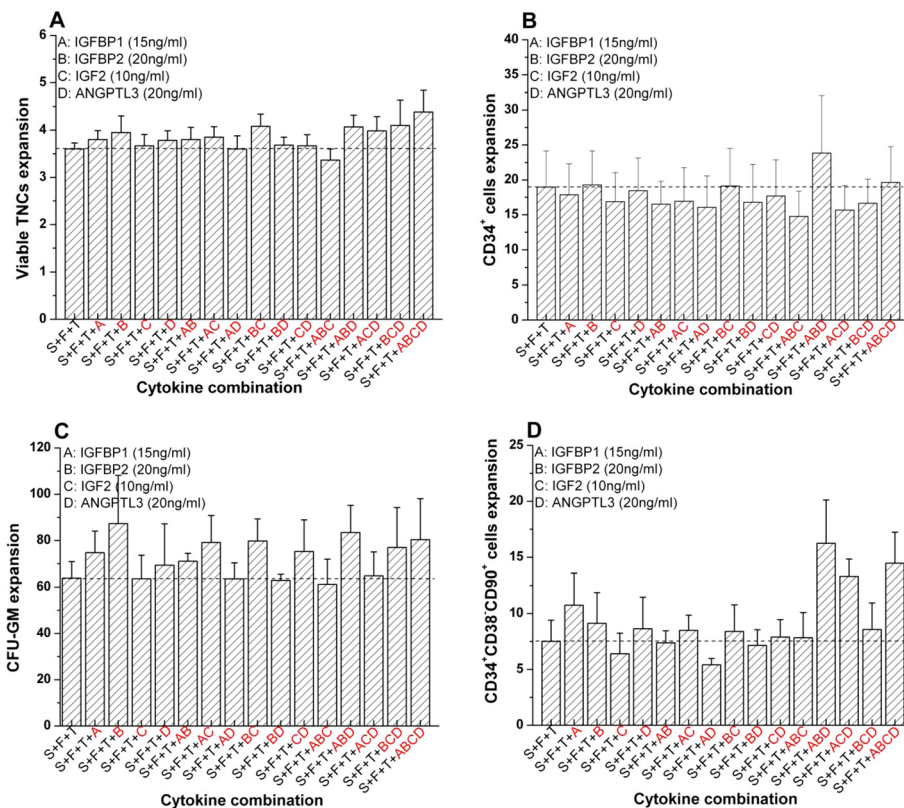 A
A: IGFBP1 (15ng/ml)
B: IGFBP2 (20ng/ml)
C: IGF2 (10ng/ml)
D: ANGPTL3 (20ng/ml)
Viable TNCs expansion
6
5
4
3
2
1
0
S+F+T
S+F+T+A
S+F+T+B
S+F+T+C
S+F+T+D
S+F+T+AB
S+F+T+AC
S+F+T+AD
S+F+T+BC
S+F+T+BD
S+F+T+CD
S+F+T+ABC
S+F+T+ABD
S+F+T+ACD
S+F+T+BCD
S+F+T+ABCD
Cytokine combination
B
A: IGFBP1 (15ng/ml)
B: IGFBP2 (20ng/ml)
C: IGF2 (10ng/ml)
D: ANGPTL3 (20ng/ml)
CD34⁺ cells expansion
40
35
30
25
20
15
10
5
0
S+F+T
S+F+T+A
S+F+T+B
S+F+T+C
S+F+T+D
S+F+T+AB
S+F+T+AC
S+F+T+AD
S+F+T+BC
S+F+T+BD
S+F+T+CD
S+F+T+ABC
S+F+T+ABD
S+F+T+ACD
S+F+T+BCD
S+F+T+ABCD
Cytokine combination
C
A: IGFBP1 (15ng/ml)
B: IGFBP2 (20ng/ml)
C: IGF2 (10ng/ml)
D: ANGPTL3 (20ng/ml)
CFU-GM expansion
120
100
80
60
40
20
0
S+F+T
S+F+T+A
S+F+T+B
S+F+T+C
S+F+T+D
S+F+T+AB
S+F+T+AC
S+F+T+AD
S+F+T+BC
S+F+T+BD
S+F+T+CD
S+F+T+ABC
S+F+T+ABD
S+F+T+ACD
S+F+T+BCD
S+F+T+ABCD
Cytokine combination
D
A: IGFBP1 (15ng/ml)
B: IGFBP2 (20ng/ml)
C: IGF2 (10ng/ml)
D: ANGPTL3 (20ng/ml)
CD34⁺CD38⁻CD90⁺ cells expansion
25
20
15
10
5
0
S+F+T
S+F+T+A
S+F+T+B
S+F+T+C
S+F+T+D
S+F+T+AB
S+F+T+AC
S+F+T+AD
S+F+T+BC
S+F+T+BD
S+F+T+CD
S+F+T+ABC
S+F+T+ABD
S+F+T+ACD
S+F+T+BCD
S+F+T+ABCD
Cytokine combination